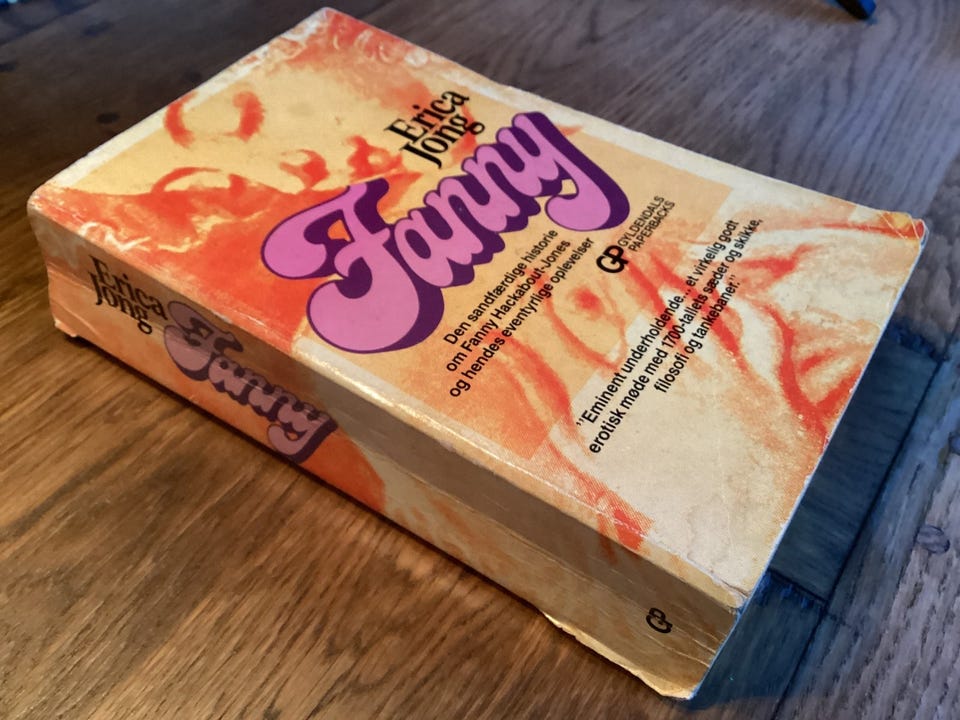 Erica
Jong
Fanny
Den sandfærdige historie
om Fanny Hackabout-Jones
og hendes eventyrlige oplevelser
GP GYLDENDALS
PAPERBACKS
"Eminent underholdende... et virkelig godt
erotisk møde med 1700-tallets sæder og skikke,
filosofi og tankebaner."
Erica
Jong
Fanny
GP